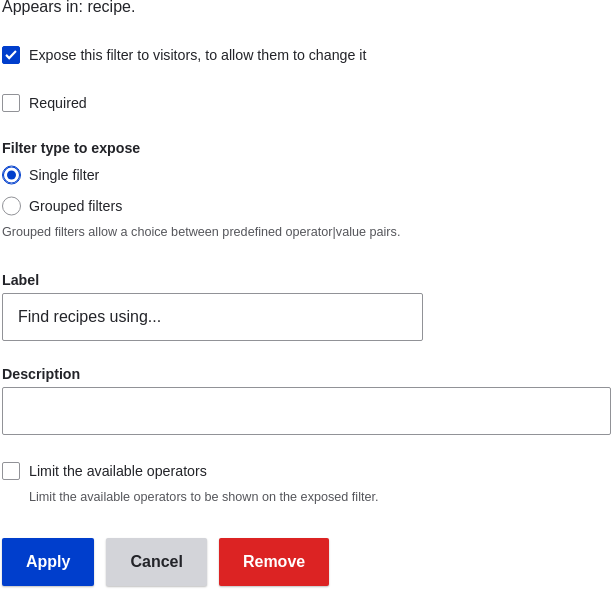 Appears in: recipe.
Expose this filter to visitors, to allow them to change it
Required
Filter type to expose
Single filter
Grouped filters
Grouped filters allow a choice between predefined operator|value pairs.
Label
Find recipes using...
Description
Limit the available operators
Limit the available operators to be shown on the exposed filter.
Apply Cancel Remove